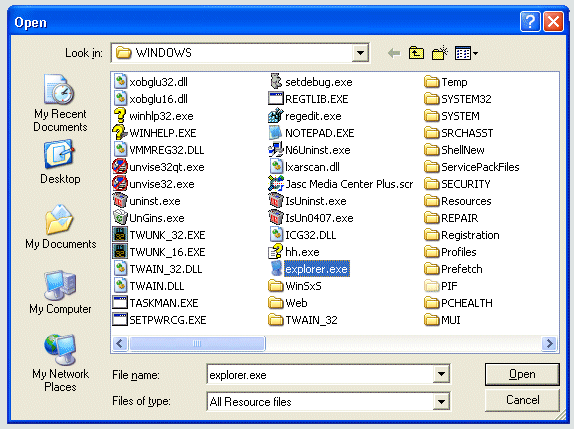 Open
Look in:
WINDOWS
My Recent
Documents
Desktop
My Documents
My Computer
My Network
Places
xobglu32.dll
xobglu16.dll
winhlp32.exe
WINHELP.EXE
VMMREG32.DLL
unvise32qt.exe
unvise32.exe
uninst.exe
UnGins.exe
TWUNK_32.EXE
TWUNK_16.EXE
TWAIN_32.DLL
TWAIN.DLL
TASKMAN.EXE
SETPWRCG.EXE
setdebug.exe
REGTLIB.EXE
regedit.exe
NOTEPAD.EXE
N6Uninst.exe
lxarscan.dll
Jasc Media Center Plus.scr
IsUninst.exe
IsUn0407.exe
ICG32.DLL
hh.exe
explorer.exe
WinSxS
Web
TWAIN_32
Temp
SYSTEM32
SYSTEM
SRCHASST
ShellNew
ServicePackFiles
SECURITY
Resources
REPAIR
Registration
Profiles
Prefetch
PIF
PCHEALTH
MUI
File name:
explorer.exe
Open
Files of type:
All Resource files
Cancel